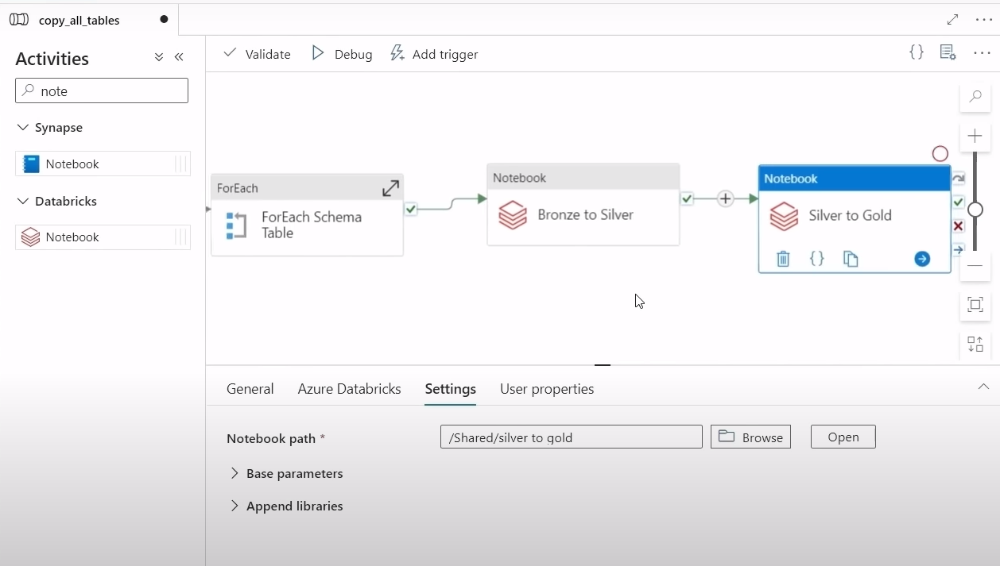 copy_all_tables
Activities
note
Synapse
Notebook
Databricks
Notebook
Validate
Debug
Add trigger
ForEach
ForEach Schema
Table
Notebook
Bronze to Silver
Notebook
Silver to Gold
General
Azure Databricks
Settings
User properties
Notebook path *
/Shared/silver to gold
Browse
Open
Base parameters
Append libraries